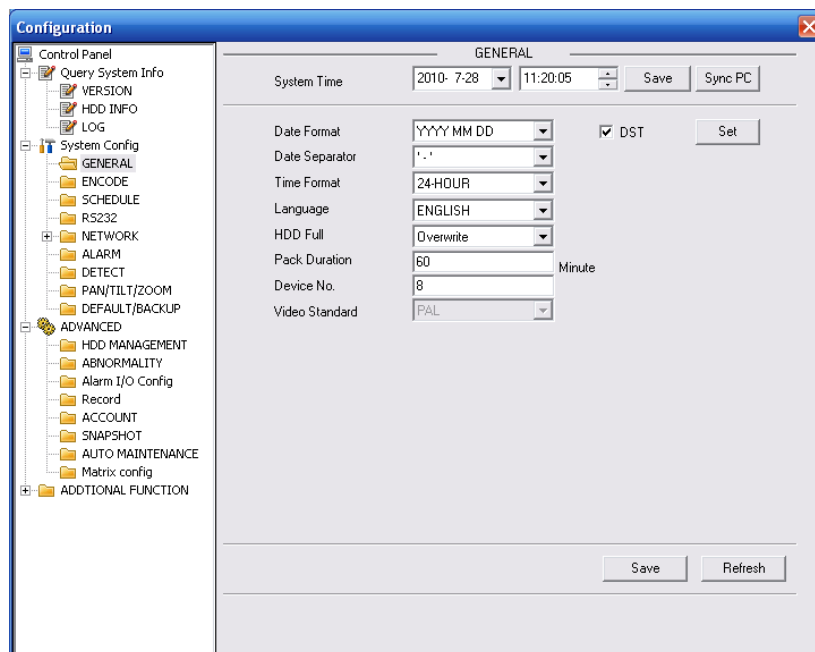 Configuration
Control Panel
Query System Info
VERSION
HDD INFO
LOG
System Config
GENERAL
ENCODE
SCHEDULE
RS232
NETWORK
ALARM
DETECT
PAN/TILT/ZOOM
DEFAULT/BACKUP
ADVANCED
HDD MANAGEMENT
ABNORMALITY
Alarm I/O Config
Record
ACCOUNT
SNAPSHOT
AUTO MAINTENANCE
Matrix config
ADDTIONAL FUNCTION
GENERAL
System Time 2010- 7-28 11:20:05 Save Sync PC
Date Format YYYY MM DD DST Set
Date Separator '-'
Time Format 24-HOUR
Language ENGLISH
HDD Full Overwrite
Pack Duration 60 Minute
Device No. 8
Video Standard PAL
Save Refresh